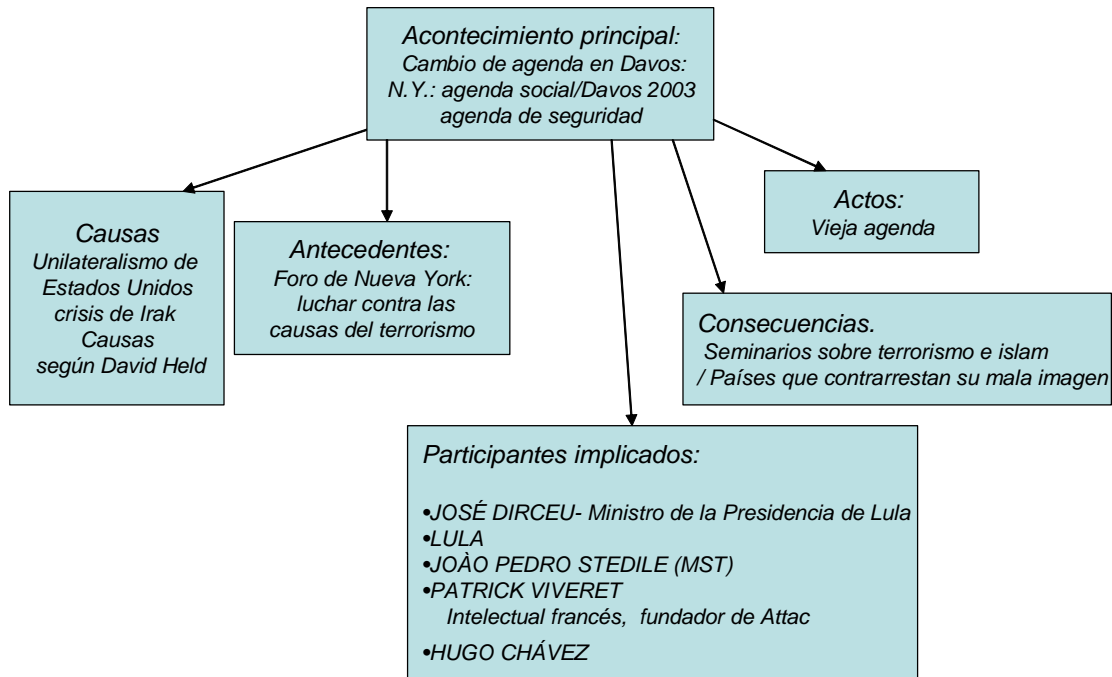 Acontecimiento principal:
Cambio de agenda en Davos:
N.Y.: agenda social/Davos 2003
agenda de seguridad
Causas
Unilateralismo de
Estados Unidos
crisis de Irak
Causas
según David Held
Antecedentes:
Foro de Nueva York:
luchar contra las
causas del terrorismo
Actos:
Vieja agenda
Consecuencias.
Seminarios sobre terrorismo e islam
/ Países que contrarrestan su mala imagen
Participantes implicados:
•JOSÉ DIRCEU- Ministro de la Presidencia de Lula
•LULA
•JOÀO PEDRO STEDILE (MST)
•PATRICK VIVERET
Intelectual francés, fundador de Attac
•HUGO CHÁVEZ